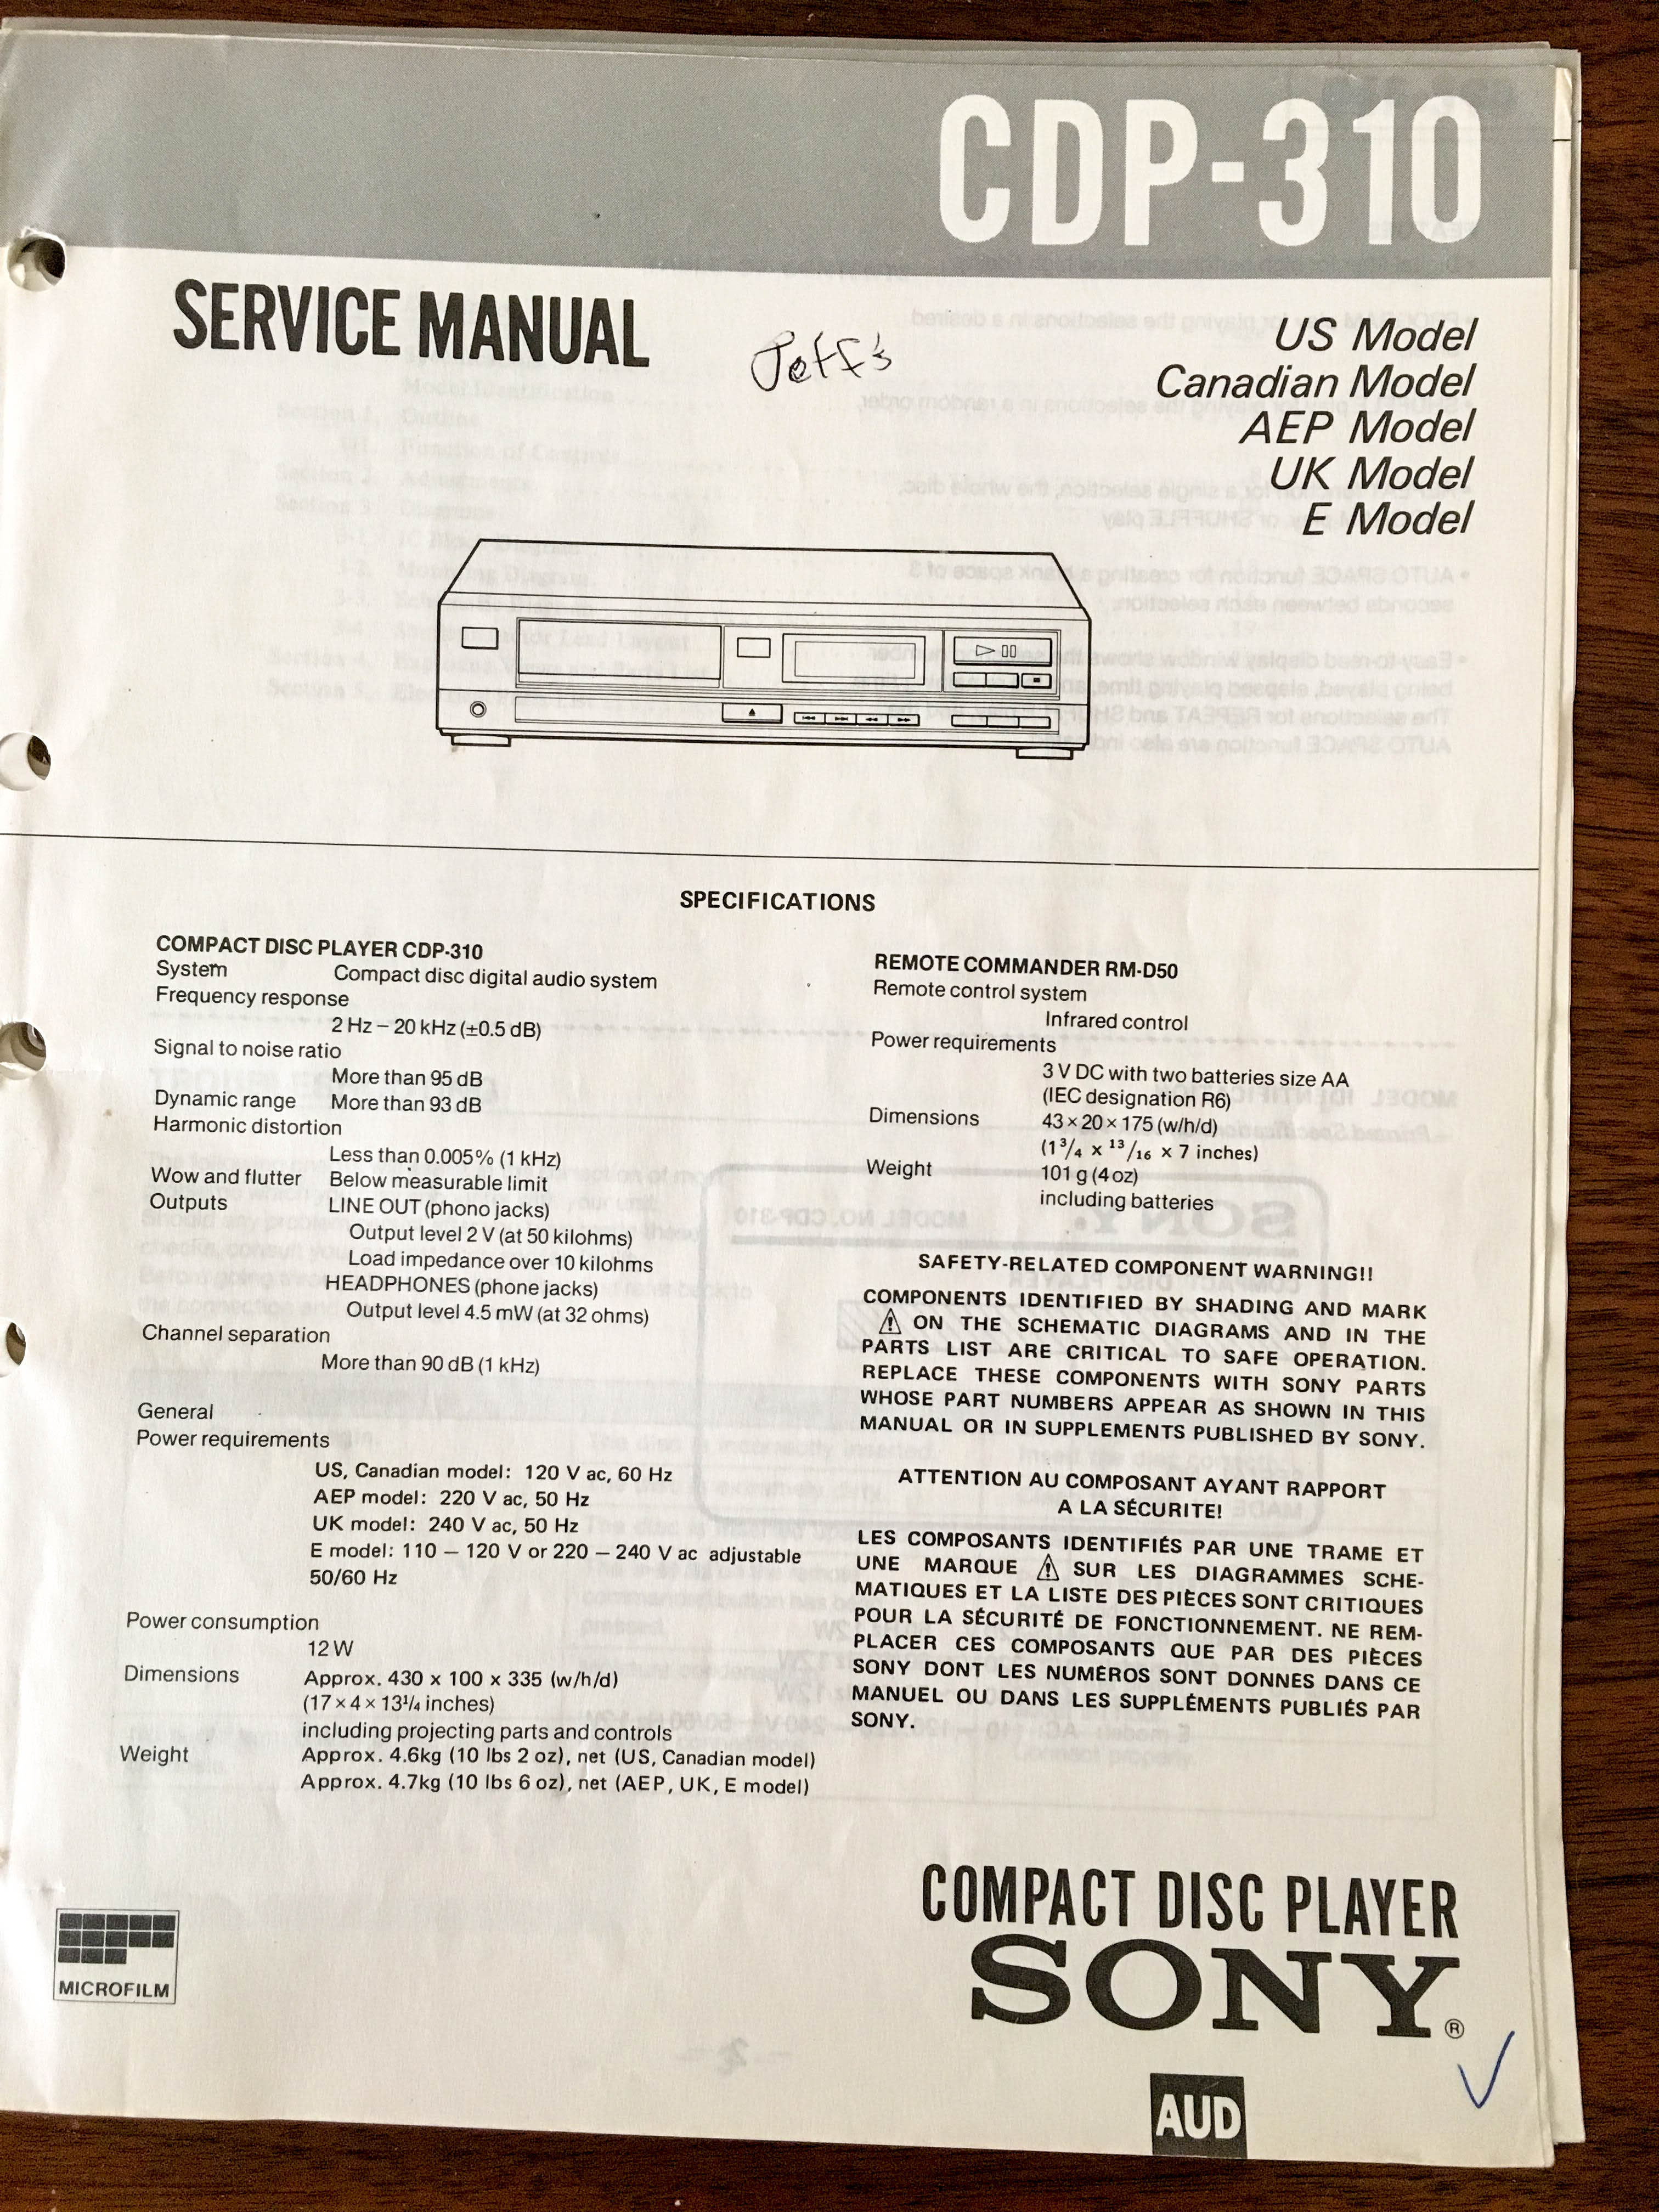 CDP-310
SERVICE MANUAL
Jeff's
US Model
Canadian Model
AEP Model
UK Model
E Model
SPECIFICATIONS
COMPACT DISC PLAYER CDP-310
System Compact disc digital audio system
Frequency response
2 Hz – 20 kHz (±0.5 dB)
Signal to noise ratio
More than 95 dB
Dynamic range More than 93 dB
Harmonic distortion
Less than 0.005% (1 kHz)
Wow and flutter Below measurable limit
Outputs LINE OUT (phono jacks)
Output level 2 V (at 50 kilohms)
Load impedance over 10 kilohms
HEADPHONES (phone jacks)
Output level 4.5 mW (at 32 ohms)
Channel separation
More than 90 dB (1 kHz)
General
Power requirements
US, Canadian model: 120 V ac, 60 Hz
AEP model: 220 V ac, 50 Hz
UK model: 240 V ac, 50 Hz
E model: 110 – 120 V or 220 – 240 V ac adjustable
50/60 Hz
Power consumption
12 W
Dimensions Approx. 430 x 100 x 335 (w/h/d)
(17 × 4 × 13¼ inches)
including projecting parts and controls
Weight Approx. 4.6kg (10 lbs 2 oz), net (US, Canadian model)
Approx. 4.7kg (10 lbs 6 oz), net (AEP, UK, E model)
REMOTE COMMANDER RM-D50
Remote control system
Infrared control
Power requirements
3 V DC with two batteries size AA
(IEC designation R6)
Dimensions 43 × 20 × 175 (w/h/d)
(1 3/4 x 13/16 x 7 inches)
Weight 101 g (4 oz)
including batteries
SAFETY-RELATED COMPONENT WARNING!!
COMPONENTS IDENTIFIED BY SHADING AND MARK
⚠ ON THE SCHEMATIC DIAGRAMS AND IN THE
PARTS LIST ARE CRITICAL TO SAFE OPERATION.
REPLACE THESE COMPONENTS WITH SONY PARTS
WHOSE PART NUMBERS APPEAR AS SHOWN IN THIS
MANUAL OR IN SUPPLEMENTS PUBLISHED BY SONY.
ATTENTION AU COMPOSANT AYANT RAPPORT
A LA SÉCURITE!
LES COMPOSANTS IDENTIFIÉS PAR UNE TRAME ET
UNE MARQUE ⚠ SUR LES DIAGRAMMES SCHE-
MATIQUES ET LA LISTE DES PIÈCES SONT CRITIQUES
POUR LA SÉCURITÉ DE FONCTIONNEMENT. NE REM-
PLACER CES COMPOSANTS QUE PAR DES PIÈCES
SONY DONT LES NUMÉROS SONT DONNÉS DANS CE
MANUEL OU DANS LES SUPPLÉMENTS PUBLIÉS PAR
SONY.
MICROFILM
COMPACT DISC PLAYER
SONY®
AUD